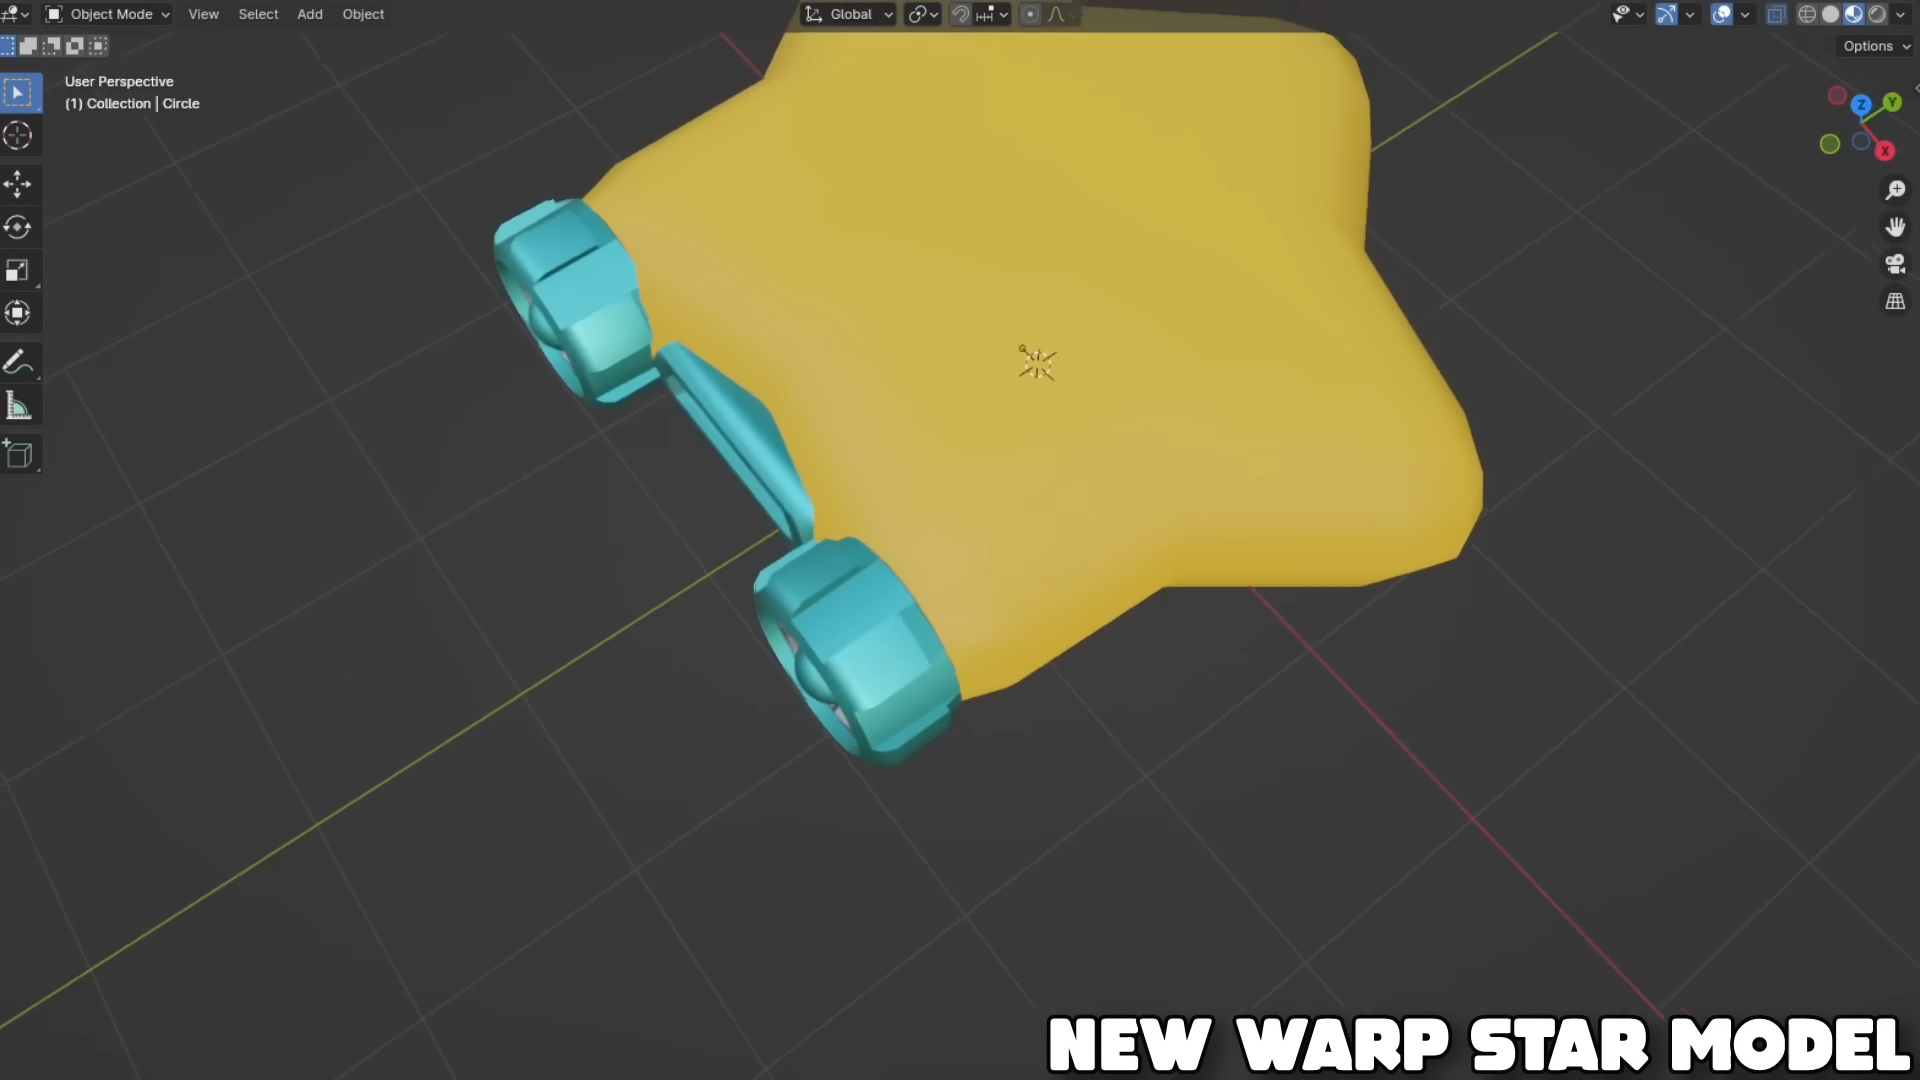 Object Mode View Select Add Object Global
Options
User Perspective
(1) Collection | Circle
Z Y
X
NEW WARP STAR MODEL